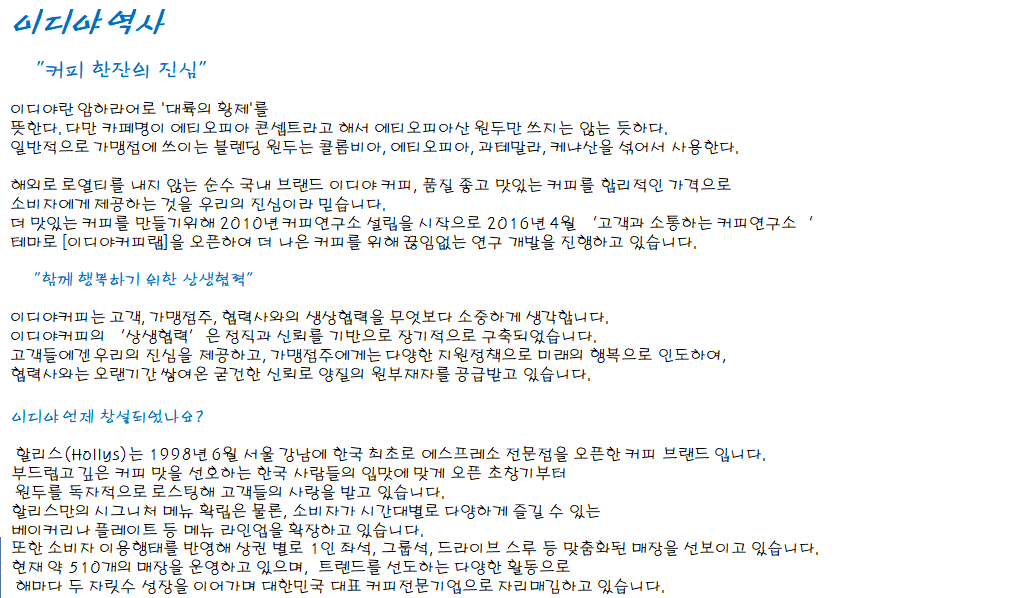 이디야 역사
"커피 한잔의 진심"
이디야란 암하라어로 '대륙의 황제'를
뜻한다. 다만 카페명이 에티오피아 콘셉트라고 해서 에티오피아산 원두만 쓰지는 않는 듯하다.
일반적으로 가맹점에 쓰이는 블렌딩 원두는 콜롬비아, 에티오피아, 과테말라, 케냐산을 섞어서 사용한다.
해외로 로열티를 내지 않는 순수 국내 브랜드 이디야 커피, 품질 좋고 맛있는 커피를 합리적인 가격으로
소비자에게 제공하는 것을 우리의 진심이라 믿습니다.
더 맛있는 커피를 만들기위해 2010년 커피연구소 설립을 시작으로 2016년 4월 ‘고객과 소통하는 커피연구소 ’
테마로 [이디야커피랩]을 오픈하여 더 나은 커피를 위해 끊임없는 연구 개발을 진행하고 있습니다.
"함께 행복하기 위한 상생협력"
이디야커피는 고객, 가맹점주, 협력사와의 생상협력을 무엇보다 소중하게 생각합니다.
이디야커피의 ‘상생협력’ 은 정직과 신뢰를 기반으로 장기적으로 구축되었습니다.
고객들에겐 우리의 진심을 제공하고, 가맹점주에게는 다양한 지원정책으로 미래의 행복으로 인도하여,
협력사와는 오랜기간 쌓여온 굳건한 신뢰로 양질의 원부재자를 공급받고 있습니다.
이디야 언제 창설되었나요?
할리스(Hollys)는 1998년 6월 서울 강남에 한국 최초로 에스프레소 전문점을 오픈한 커피 브랜드 입니다.
부드럽고 깊은 커피 맛을 선호하는 한국 사람들의 입맛에 맞게 오픈 초창기부터
원두를 독자적으로 로스팅해 고객들의 사랑을 받고 있습니다.
할리스만의 시그니처 메뉴 확립은 물론, 소비자가 시간대별로 다양하게 즐길 수 있는
베이커리나 플레이트 등 메뉴 라인업을 확장하고 있습니다.
또한 소비자 이용행태를 반영해 상권 별로 1인 좌석, 그룹석, 드라이브 스루 등 맞춤화된 매장을 선보이고 있습니다.
현재 약 510개의 매장을 운영하고 있으며, 트렌드를 선도하는 다양한 활동으로
해마다 두 자릿수 성장을 이어가며 대한민국 대표 커피전문기업으로 자리매김하고 있습니다.